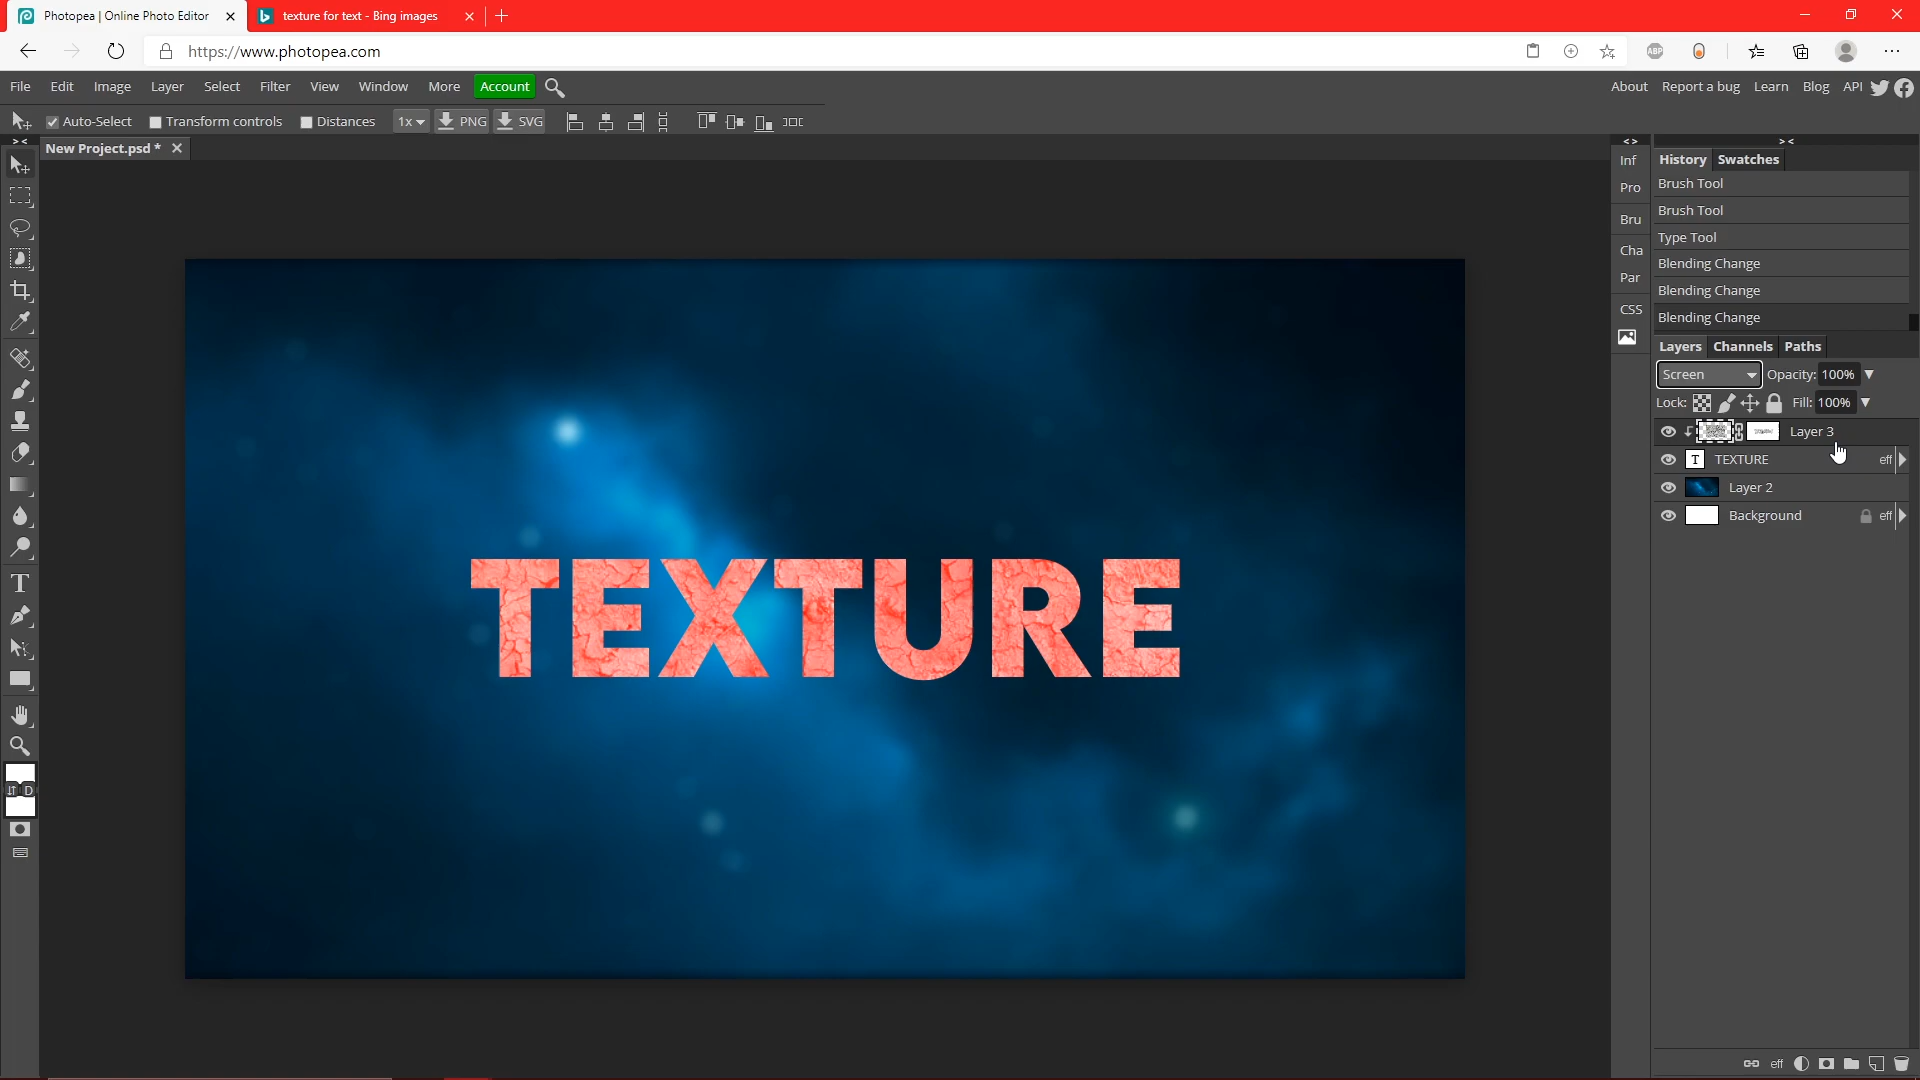 Photopea | Online Photo Editor
texture for text - Bing images
https://www.photopea.com
ABP
File Edit Image Layer Select Filter View Window More Account
About Report a bug Learn Blog API
Auto-Select Transform controls Distances 1x PNG SVG
New Project.psd *
Inf
Pro
Bru
Cha
Par
CSS
History Swatches
Brush Tool
Brush Tool
Type Tool
Blending Change
Blending Change
Blending Change
Layers Channels Paths
Screen Opacity: 100%
Lock: Fill: 100%
Layer 3
T TEXTURE eff
Layer 2
Background eff
TEXTURE
T
D
eff